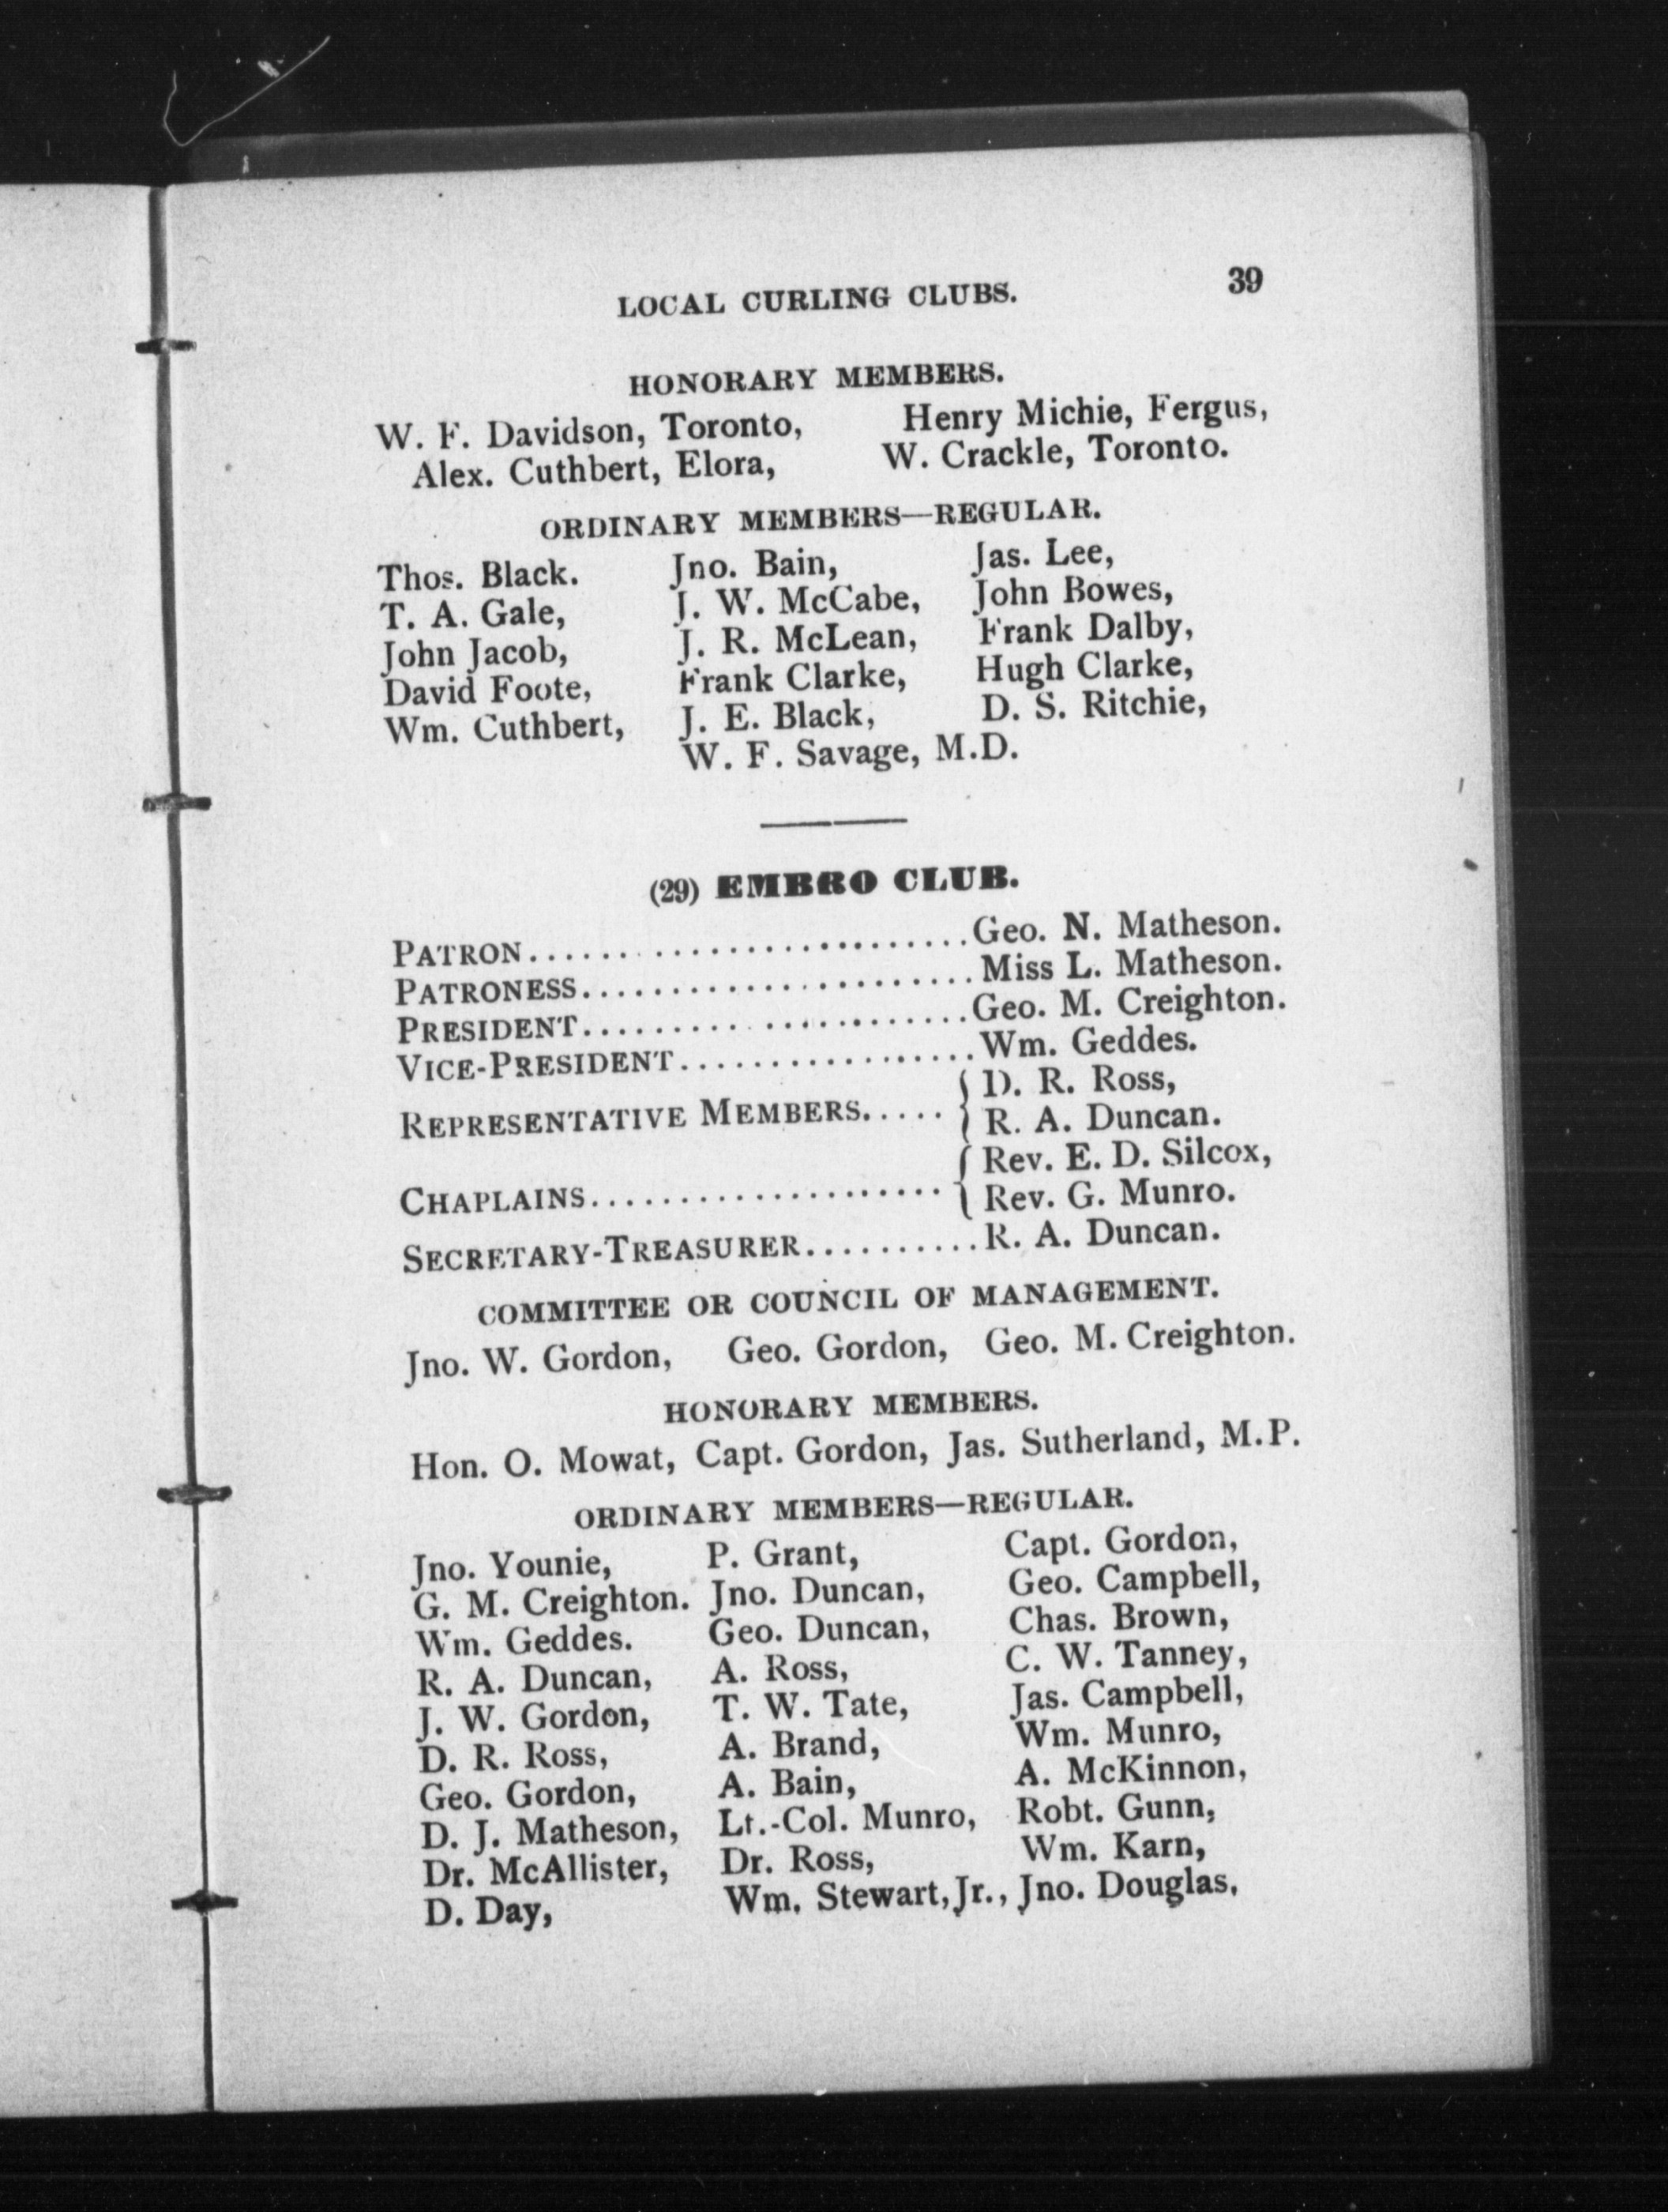 LOCAL CURLING CLUBS. 39
HONORARY MEMBERS.
W. F. Davidson, Toronto, Henry Michie, Fergus,
Alex. Cuthbert, Elora, W. Crackle, Toronto.
ORDINARY MEMBERS—REGULAR.
Thos. Black. Jno. Bain, Jas. Lee,
T. A. Gale, J. W. McCabe, John Bowes,
John Jacob, J. R. McLean, Frank Dalby,
David Foote, Frank Clarke, Hugh Clarke,
Wm. Cuthbert, J. E. Black, D. S. Ritchie,
W. F. Savage, M.D.
(29) EMBRO CLUB.
PATRON...........................Geo. N. Matheson.
PATRONESS.......................Miss L. Matheson.
PRESIDENT.......................Geo. M. Creighton.
VICE-PRESIDENT.................Wm. Geddes.
REPRESENTATIVE MEMBERS..... { D. R. Ross,
R. A. Duncan.
CHAPLAINS.................... { Rev. E. D. Silcox,
Rev. G. Munro.
SECRETARY-TREASURER..........R. A. Duncan.
COMMITTEE OR COUNCIL OF MANAGEMENT.
Jno. W. Gordon, Geo. Gordon, Geo. M. Creighton.
HONORARY MEMBERS.
Hon. O. Mowat, Capt. Gordon, Jas. Sutherland, M.P.
ORDINARY MEMBERS—REGULAR.
Jno. Younie, P. Grant, Capt. Gordon,
G. M. Creighton. Jno. Duncan, Geo. Campbell,
Wm. Geddes. Geo. Duncan, Chas. Brown,
R. A. Duncan, A. Ross, C. W. Tanney,
J. W. Gordon, T. W. Tate, Jas. Campbell,
D. R. Ross, A. Brand, Wm. Munro,
Geo. Gordon, A. Bain, A. McKinnon,
D. J. Matheson, Lt.-Col. Munro, Robt. Gunn,
Dr. McAllister, Dr. Ross, Wm. Karn,
D. Day, Wm. Stewart, Jr., Jno. Douglas,